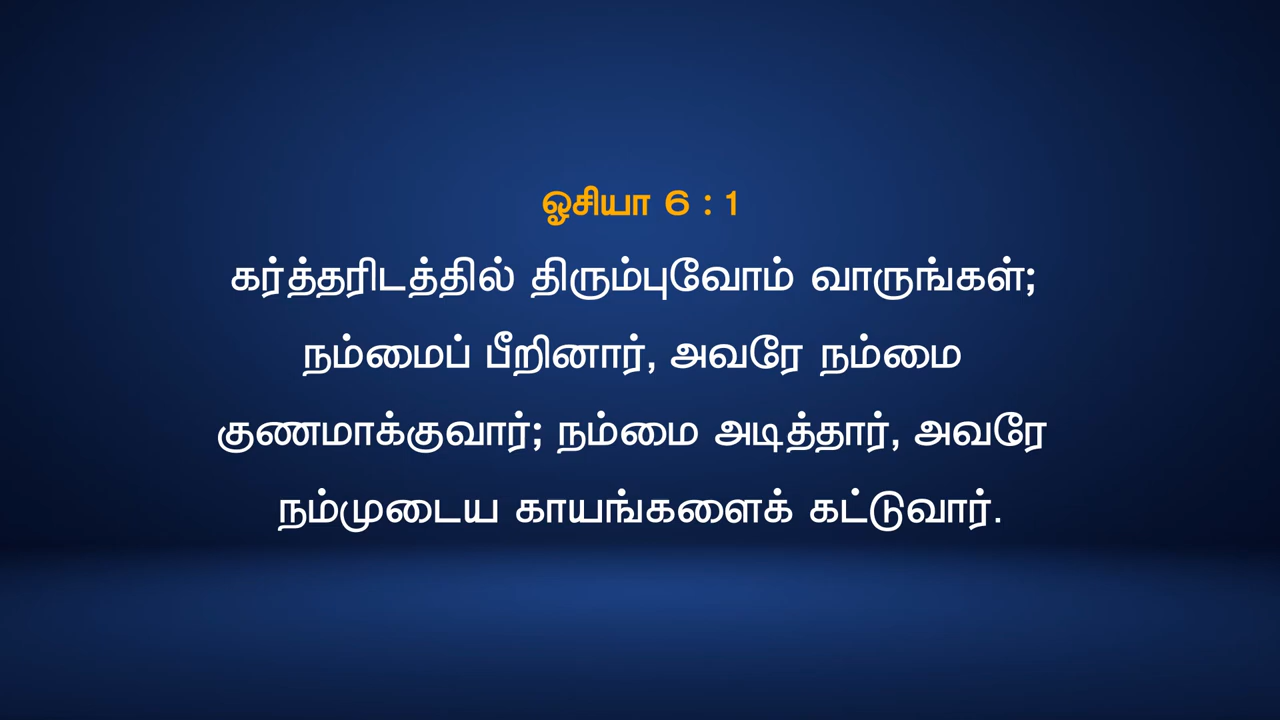 ஓசியா 6 : 1
கர்த்தரிடத்தில் திரும்புவோம் வாருங்கள்;
நம்மைப் பீறினார், அவரே நம்மை
குணமாக்குவார்; நம்மை அடித்தார், அவரே
நம்முடைய காயங்களைக் கட்டுவார்.